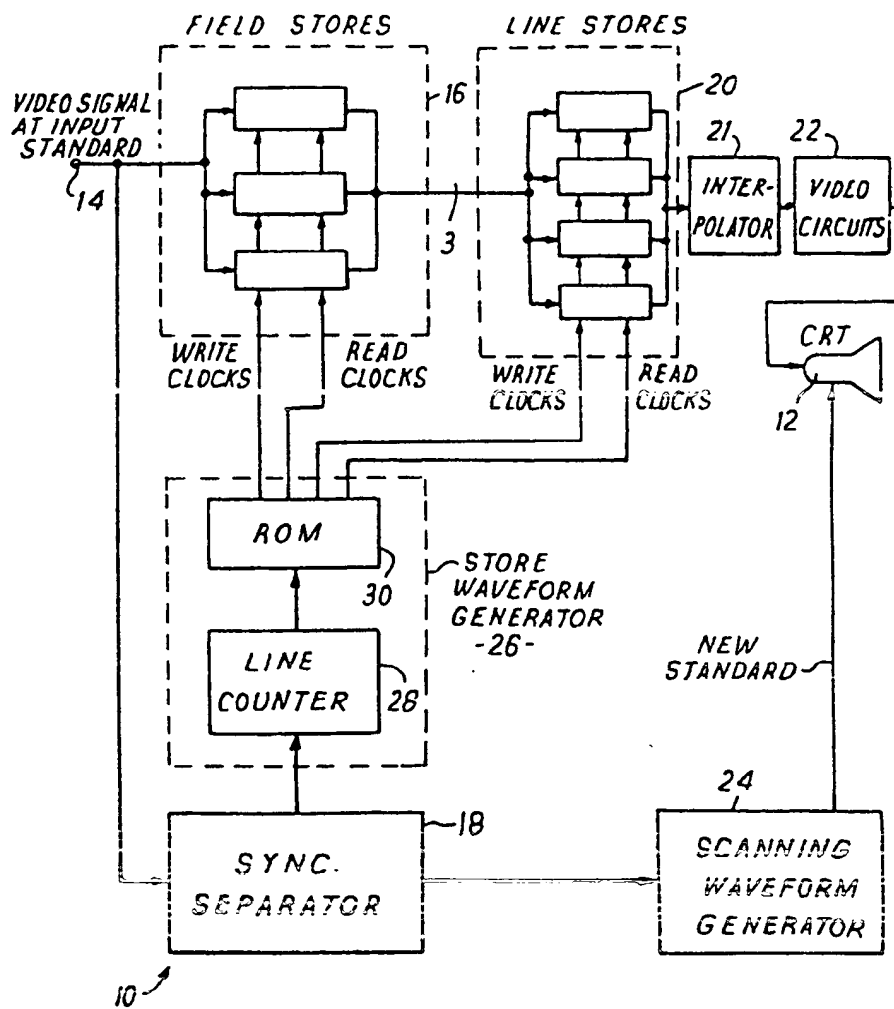 FIELD STORES
LINE STORES
VIDEO SIGNAL
AT INPUT
STANDARD
14
16
20
21
22
INTER-
POLATOR
VIDEO
CIRCUITS
3
WRITE
CLOCKS
READ
CLOCKS
WRITE
CLOCKS
READ
CLOCKS
CRT
12
ROM
30
STORE
WAVEFORM
GENERATOR
-26-
LINE
COUNTER
28
NEW
STANDARD
18
SYNC.
SEPARATOR
24
SCANNING
WAVEFORM
GENERATOR
10